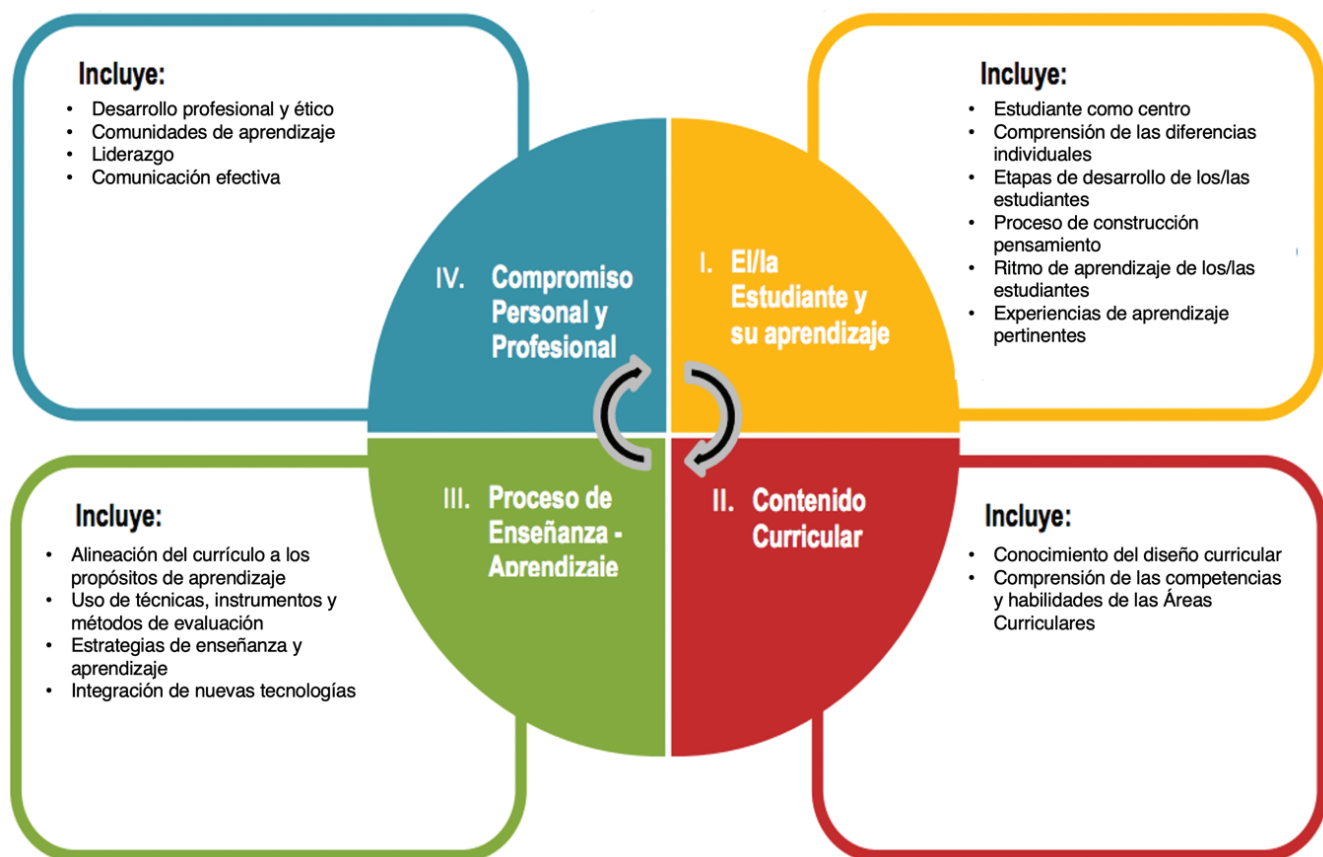 Incluye:
• Desarrollo profesional y ético
• Comunidades de aprendizaje
• Liderazgo
• Comunicación efectiva
Incluye:
• Estudiante como centro
• Comprensión de las diferencias
individuales
• Etapas de desarrollo de los/las
estudiantes
• Proceso de construcción
pensamiento
• Ritmo de aprendizaje de los/las
estudiantes
• Experiencias de aprendizaje
pertinentes
IV. Compromiso
Personal y
Profesional
I. El/la
Estudiante y
su aprendizaje
III. Proceso de
Enseñanza -
Aprendizaje
II. Contenido
Curricular
Incluye:
• Alineación del currículo a los
propósitos de aprendizaje
• Uso de técnicas, instrumentos y
métodos de evaluación
• Estrategias de enseñanza y
aprendizaje
• Integración de nuevas tecnologías
Incluye:
• Conocimiento del diseño curricular
• Comprensión de las competencias
y habilidades de las Áreas
Curriculares